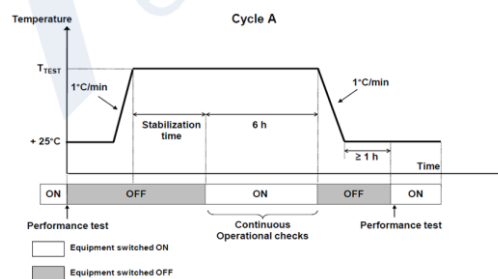 Cycle A
Temperature
T TEST
1°C/min
1°C/min
Stabilization
time
6 h
+ 25°C
≥ 1 h
Time
ON
OFF
ON
OFF
ON
Performance test
Continuous
Operational checks
Performance test
Equipment switched ON
Equipment switched OFF